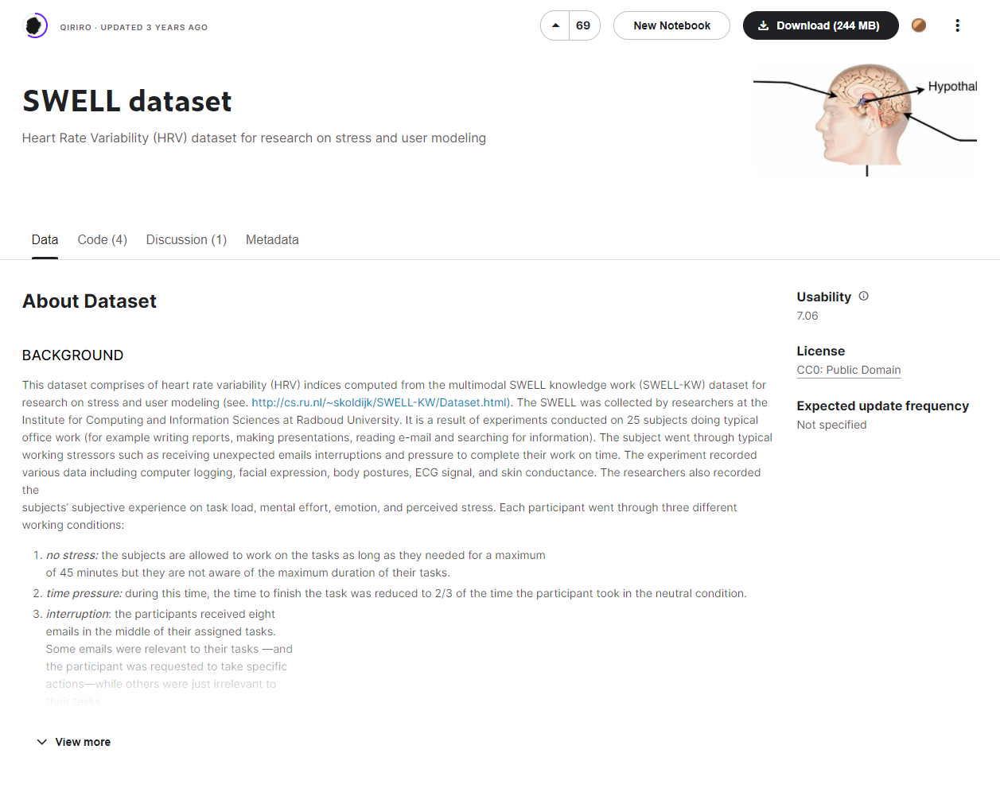 QIRIRO · UPDATED 3 YEARS AGO
69
New Notebook
Download (244 MB)
SWELL dataset
Heart Rate Variability (HRV) dataset for research on stress and user modeling
Hypothal
Data
Code (4)
Discussion (1)
Metadata
About Dataset
BACKGROUND
This dataset comprises of heart rate variability (HRV) indices computed from the multimodal SWELL knowledge work (SWELL-KW) dataset for
research on stress and user modeling (see. http://cs.ru.nl/~skoldijk/SWELL-KW/Dataset.html). The SWELL was collected by researchers at the
Institute for Computing and Information Sciences at Radboud University. It is a result of experiments conducted on 25 subjects doing typical
office work (for example writing reports, making presentations, reading e-mail and searching for information). The subject went through typical
working stressors such as receiving unexpected emails interruptions and pressure to complete their work on time. The experiment recorded
various data including computer logging, facial expression, body postures, ECG signal, and skin conductance. The researchers also recorded
the
subjects’ subjective experience on task load, mental effort, emotion, and perceived stress. Each participant went through three different
working conditions:
1. no stress: the subjects are allowed to work on the tasks as long as they needed for a maximum
of 45 minutes but they are not aware of the maximum duration of their tasks.
2. time pressure: during this time, the time to finish the task was reduced to 2/3 of the time the participant took in the neutral condition.
3. interruption: the participants received eight
emails in the middle of their assigned tasks.
Some emails were relevant to their tasks —and
the participant was requested to take specific
actions—while others were just irrelevant to
their tasks.
View more
Usability
7.06
License
CC0: Public Domain
Expected update frequency
Not specified